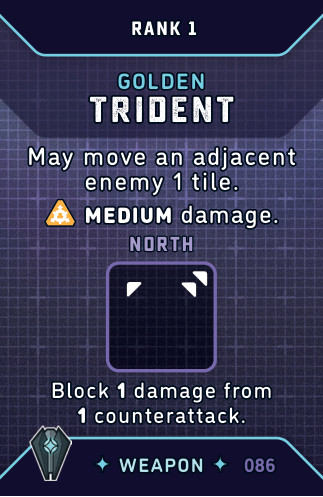 RANK 1
GOLDEN
TRIDENT
May move an adjacent
enemy 1 tile.
MEDIUM damage.
NORTH
Block 1 damage from
1 counterattack.
WEAPON 086